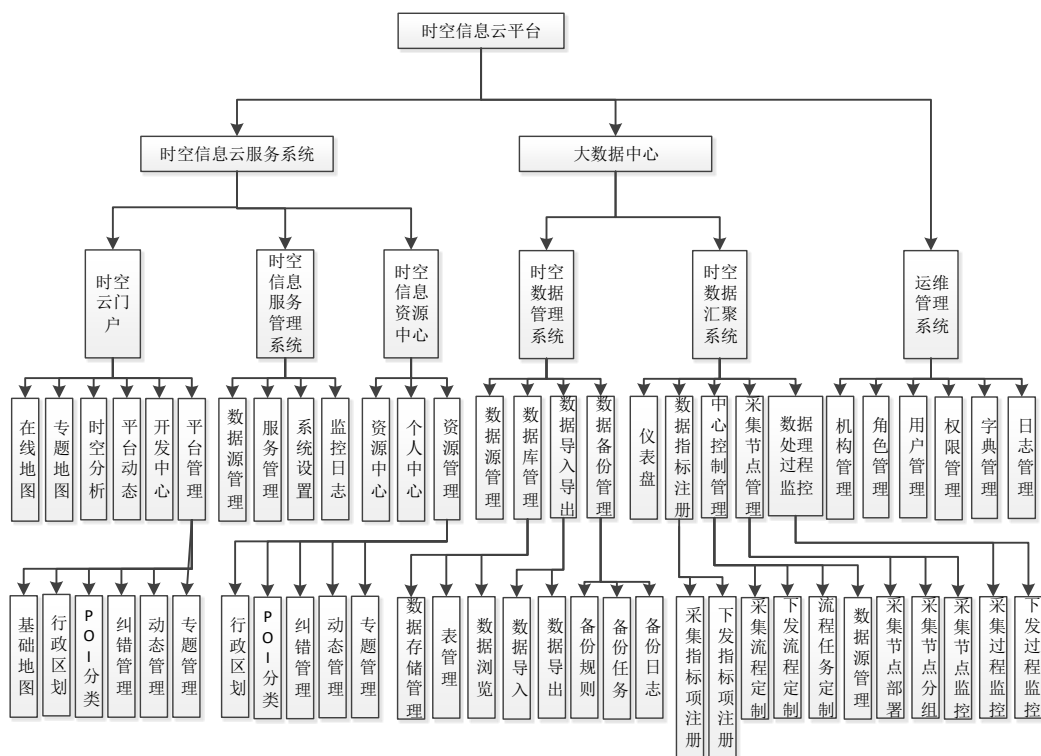 时空信息云平台
时空信息云服务系统
大数据中心
时空
云门
户
时空
信息
服务
管理
系统
时空
信息
资源
中心
时空
数据
管理
系统
时空
数据
汇聚
系统
运维
管理
系统
在线地图
专题地图
时空分析
平台动态
开发中心
平台管理
数据源管理
服务管理
系统设置
监控日志
资源中心
个人中心
资源管理
数据源管理
数据库管理
数据导入导出
数据备份管理
仪表盘
数据指标注册
中心控制管理
采集节点管理
数据
处理
过程
监控
机构管理
角色管理
用户管理
权限管理
字典管理
日志管理
基础地图
行政区划
POI分类
纠错管理
动态管理
专题管理
行政区划
POI分类
纠错管理
动态管理
专题管理
数据存储管理
表管理
数据浏览
数据导入
数据导出
备份规则
备份任务
备份日志
采集指标项注册
下发指标项注册
采集流程定制
下发流程定制
流程任务定制
数据源管理
采集节点部署
采集节点分组
采集节点监控
采集过程监控
下发过程监控